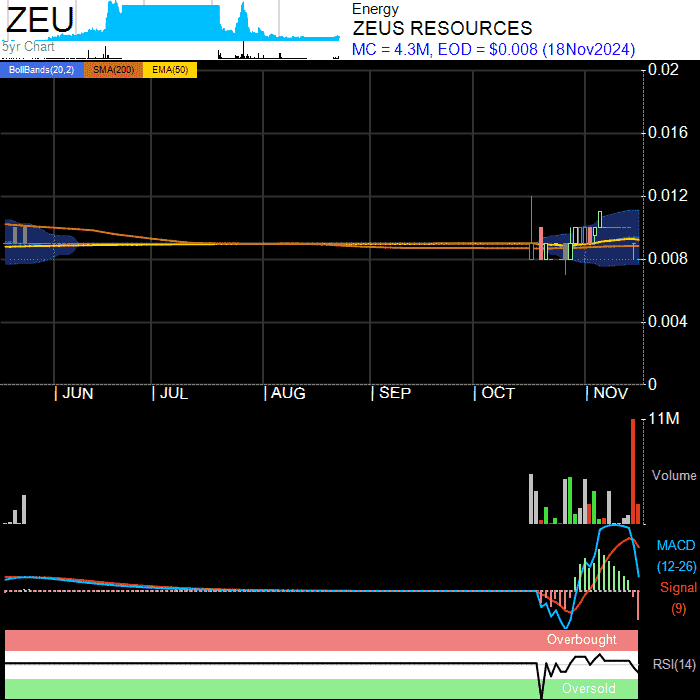 ZEU
5yr Chart
Energy
ZEUS RESOURCES
MC = 4.3M, EOD = $0.008 (18Nov2024)
BollBands(20,2) SMA(200) EMA(50)
0.02
0.016
0.012
0.008
0.004
0
JUN JUL AUG SEP OCT NOV
11M
Volume
MACD
(12-26)
Signal
(9)
Overbought
RSI(14)
Oversold